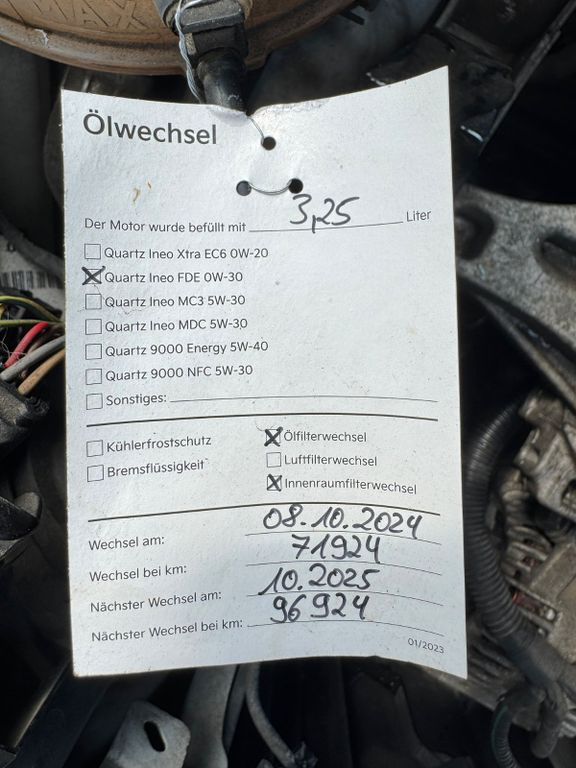 Ölwechsel
Der Motor wurde befüllt mit 3,25 Liter
Quartz Ineo Xtra EC6 0W-20
Quartz Ineo FDE 0W-30
Quartz Ineo MC3 5W-30
Quartz Ineo MDC 5W-30
Quartz 9000 Energy 5W-40
Quartz 9000 NFC 5W-30
Sonstiges:
Kühlerfrostschutz
Bremsflüssigkeit
Ölfilterwechsel
Luftfilterwechsel
Innenraumfilterwechsel
Wechsel am: 08.10.2024
Wechsel bei km: 71924
Nächster Wechsel am: 10.2025
Nächster Wechsel bei km: 96924
01/2023